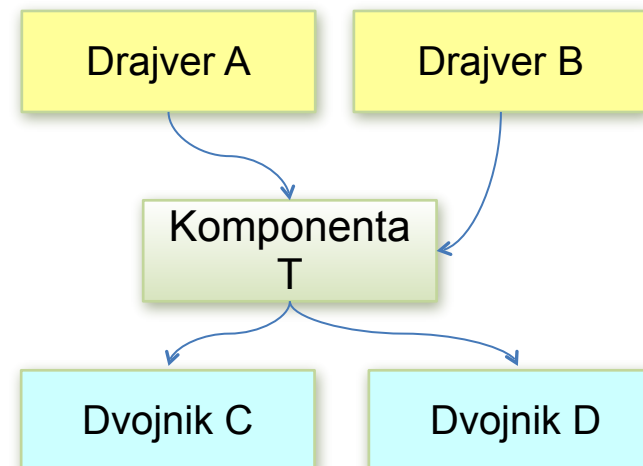 Drajver A
Drajver B
Komponenta
T
Dvojnik C
Dvojnik D